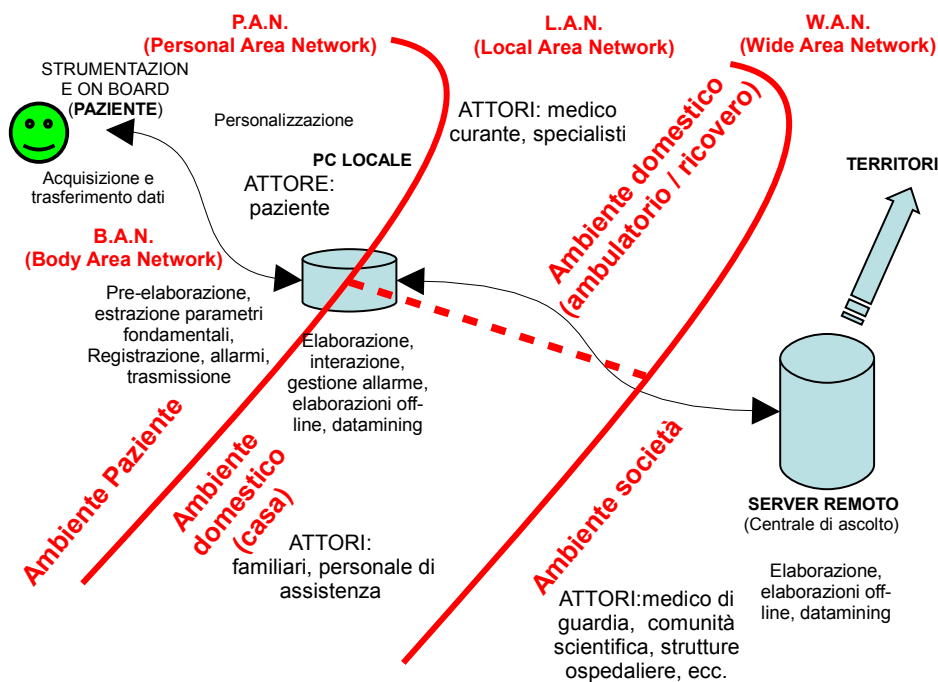 P.A.N.
(Personal Area Network)
L.A.N.
(Local Area Network)
W.A.N.
(Wide Area Network)
STRUMENTAZION
E ON BOARD
(PAZIENTE)
Personalizzazione
PC LOCALE
ATTORE:
paziente
ATTORI: medico
curante, specialisti
Ambiente domestico
(ambulatorio / ricovero)
TERRITORI
Acquisizione e
trasferimento dati
B.A.N.
(Body Area Network)
Pre-elaborazione,
estrazione parametri
fondamentali,
Registrazione, allarmi,
trasmissione
Elaborazione,
interazione,
gestione allarme,
elaborazioni off-
line, datamining
Ambiente Paziente
Ambiente
domestico
(casa)
ATTORI:
familiari, personale di
assistenza
Ambiente società
ATTORI:medico di
guardia, comunità
scientifica, strutture
ospedaliere, ecc.
SERVER REMOTO
(Centrale di ascolto)
Elaborazione,
elaborazioni off-
line, datamining